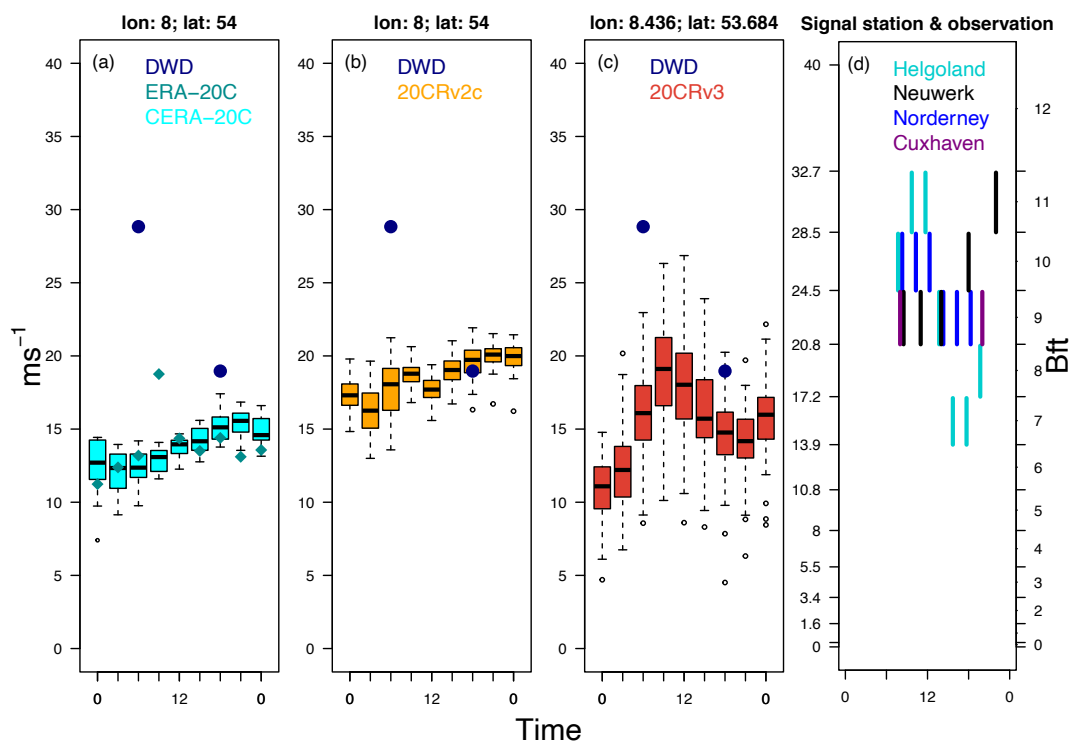 lon: 8; lat: 54
lon: 8; lat: 54
lon: 8.436; lat: 53.684
Signal station & observation
(a)
DWD
ERA−20C
CERA−20C
(b)
DWD
20CRv2c
(c)
DWD
20CRv3
(d)
Helgoland
Neuwerk
Norderney
Cuxhaven
ms⁻¹
40
35
30
25
20
15
10
5
0
0 12 0
40
35
30
25
20
15
10
5
0
0 12 0
40
35
30
25
20
15
10
5
0
0 12 0
40
32.7
28.5
24.5
20.8
17.2
13.9
10.8
8
5.5
3.4
1.6
0
0 12 0
12
11
10
9
8
7
6
5
4
3
2
0
Bft
Time